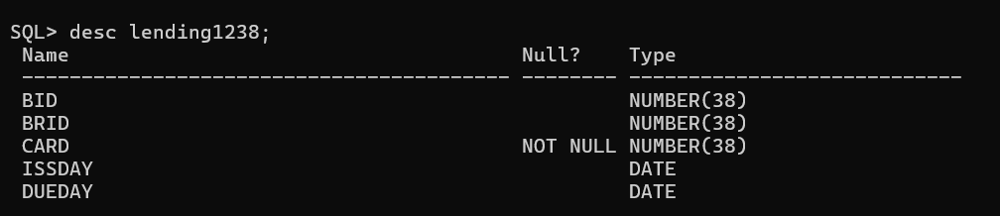 SQL> desc lending1238;
Name Null? Type
----------------------------------------- -------- ----------------------------
BID NUMBER(38)
BRID NUMBER(38)
CARD NOT NULL NUMBER(38)
ISSDAY DATE
DUEDAY DATE